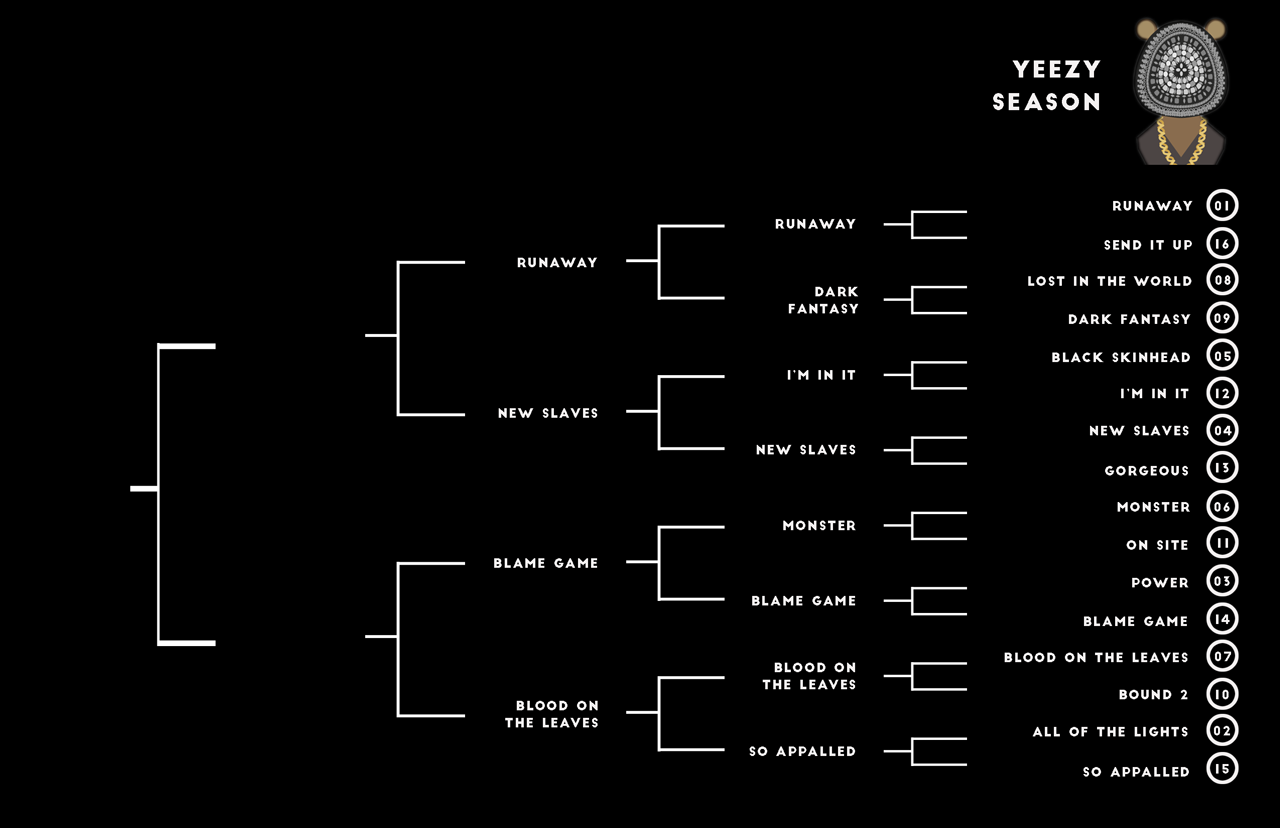 YEEZY
SEASON
RUNAWAY 01
SEND IT UP 16
LOST IN THE WORLD 08
DARK FANTASY 09
BLACK SKINHEAD 05
I'M IN IT 12
NEW SLAVES 04
GORGEOUS 13
MONSTER 06
ON SITE 11
POWER 03
BLAME GAME 14
BLOOD ON THE LEAVES 07
BOUND 2 10
ALL OF THE LIGHTS 02
SO APPALLED 15
RUNAWAY
DARK
FANTASY
I'M IN IT
NEW SLAVES
MONSTER
BLAME GAME
BLOOD ON
THE LEAVES
SO APPALLED
RUNAWAY
NEW SLAVES
BLAME GAME
BLOOD ON
THE LEAVES